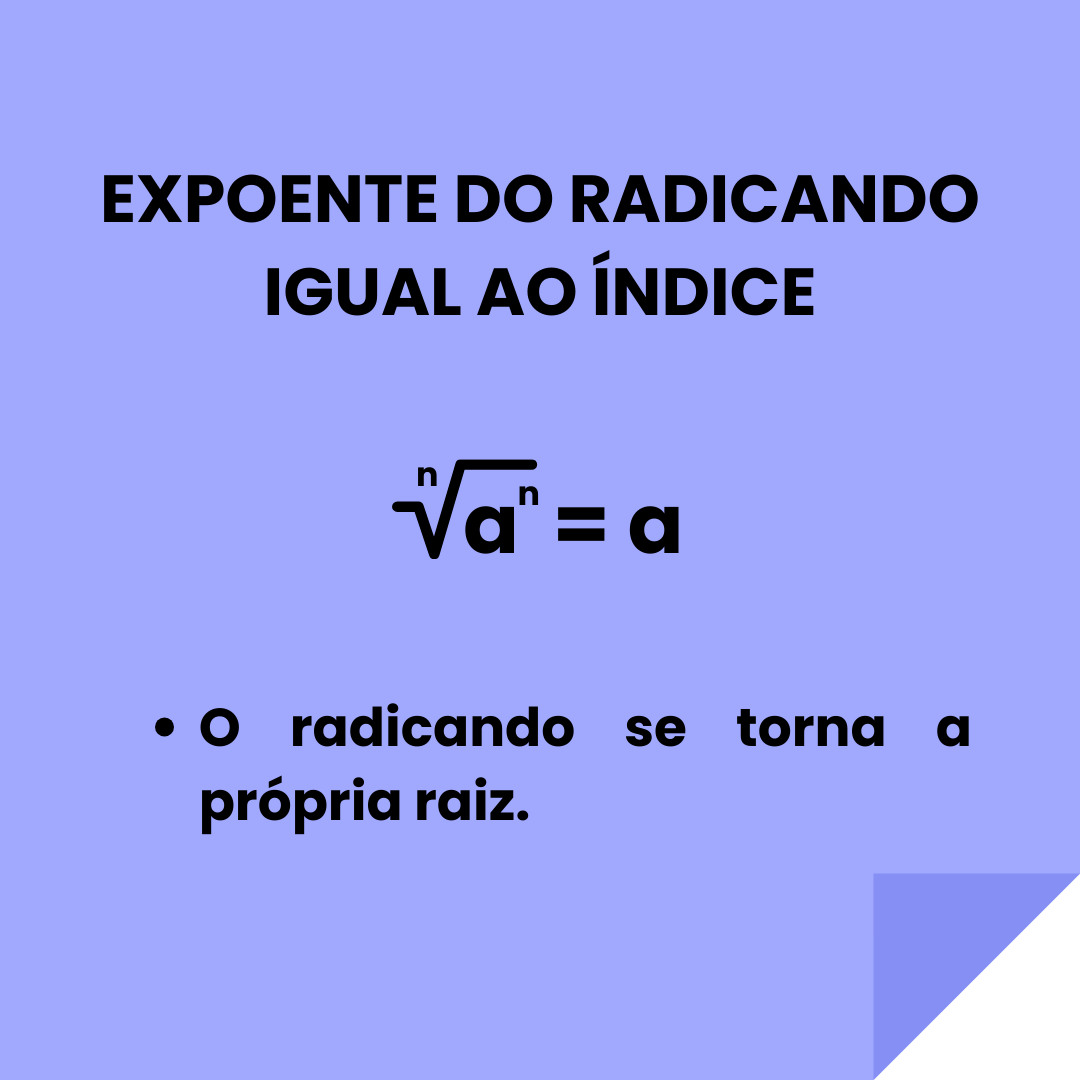 EXPOENTE DO RADICANDO
IGUAL AO ÍNDICE
ⁿ√aⁿ = a
• O radicando se torna a
própria raiz.